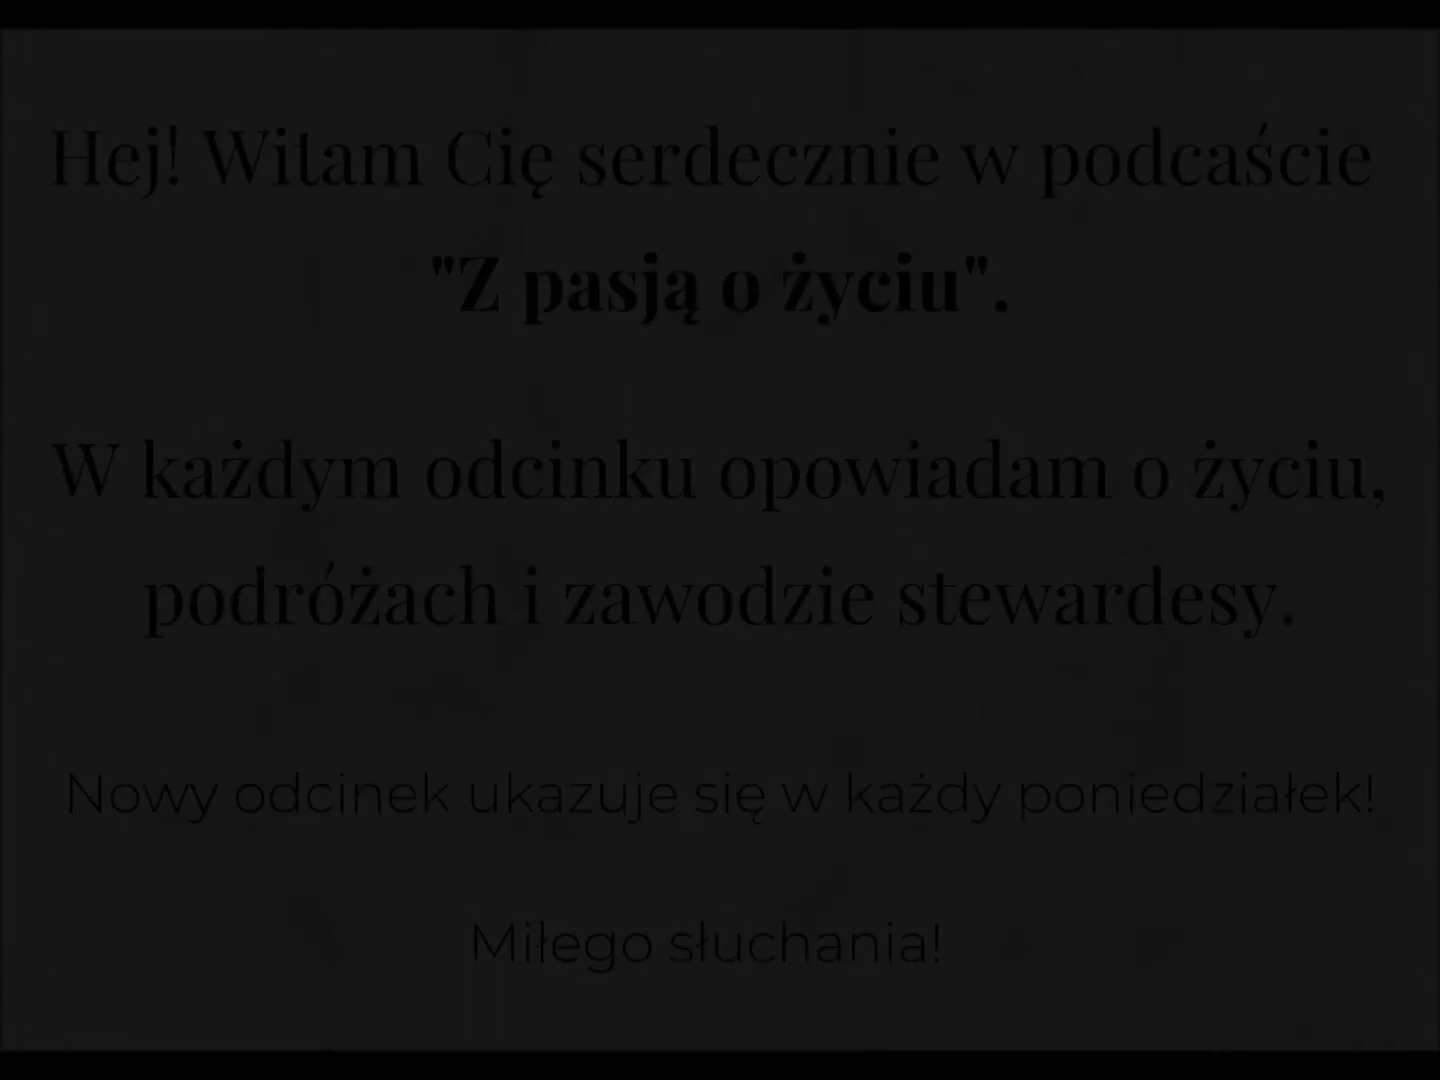 Hej! Witam Cię serdecznie w podcaście
"Z pasją o życiu".
W każdym odcinku opowiadam o życiu,
podróżach i zawodzie stewardesy.
Nowy odcinek ukazuje się w każdy poniedziałek!
Miłego słuchania!